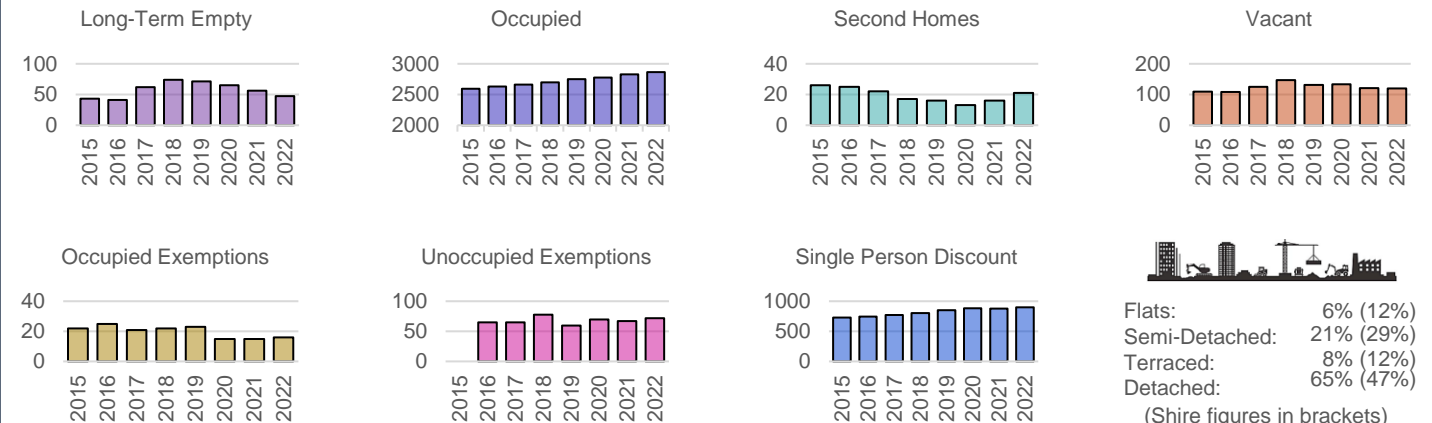 Long-Term Empty
100
50
0
2015 2016 2017 2018 2019 2020 2021 2022
Occupied
3000
2500
2000
2015 2016 2017 2018 2019 2020 2021 2022
Second Homes
40
20
0
2015 2016 2017 2018 2019 2020 2021 2022
Vacant
200
100
0
2015 2016 2017 2018 2019 2020 2021 2022
Occupied Exemptions
40
20
0
2015 2016 2017 2018 2019 2020 2021 2022
Unoccupied Exemptions
100
50
0
2015 2016 2017 2018 2019 2020 2021 2022
Single Person Discount
1000
500
0
2015 2016 2017 2018 2019 2020 2021 2022
Flats: 6% (12%)
Semi-Detached: 21% (29%)
Terraced: 8% (12%)
Detached: 65% (47%)
(Shire figures in brackets)